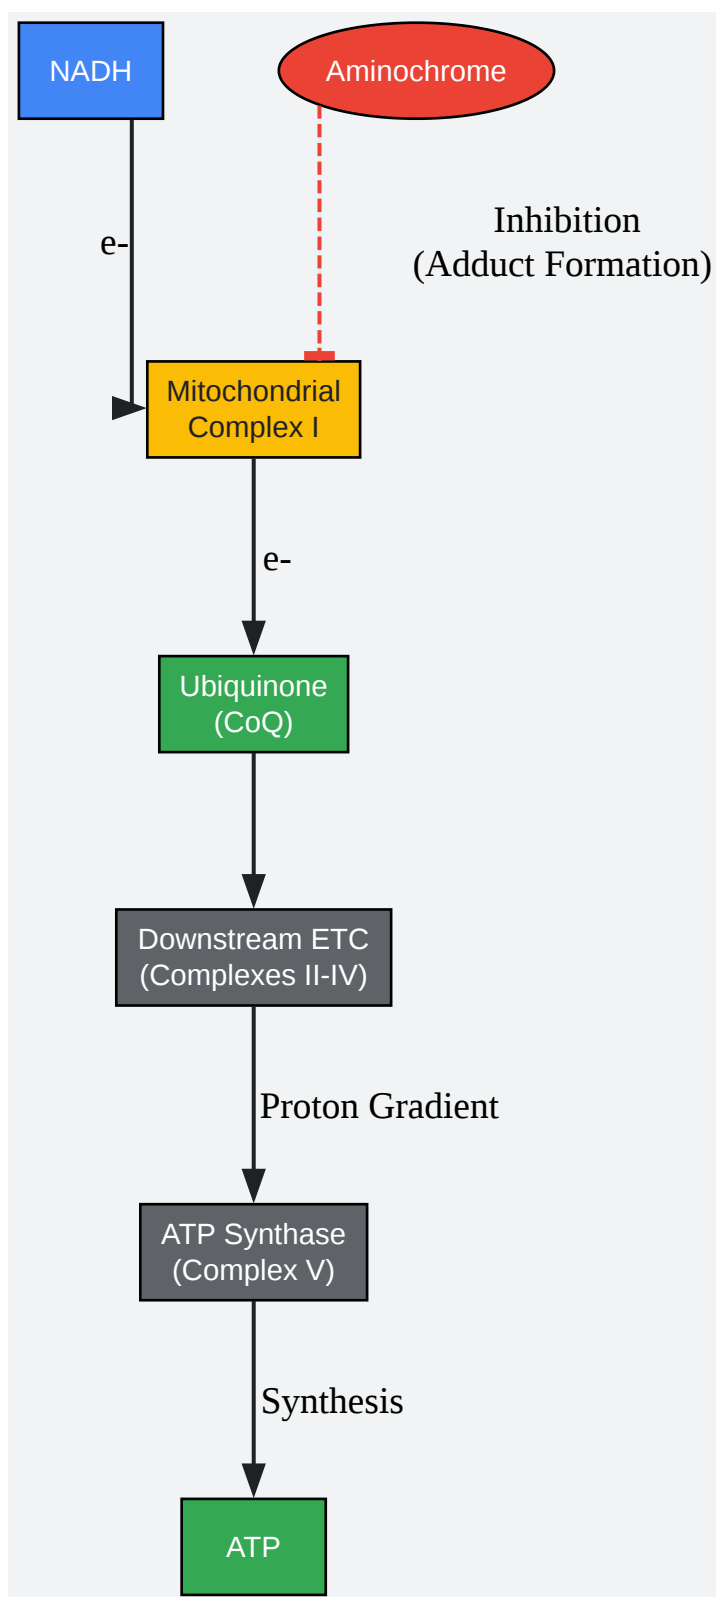 NADH
Aminochrome
e-
Inhibition
(Adduct Formation)
Mitochondrial
Complex I
e-
Ubiquinone
(CoQ)
Downstream ETC
(Complexes II-IV)
Proton Gradient
ATP Synthase
(Complex V)
Synthesis
ATP